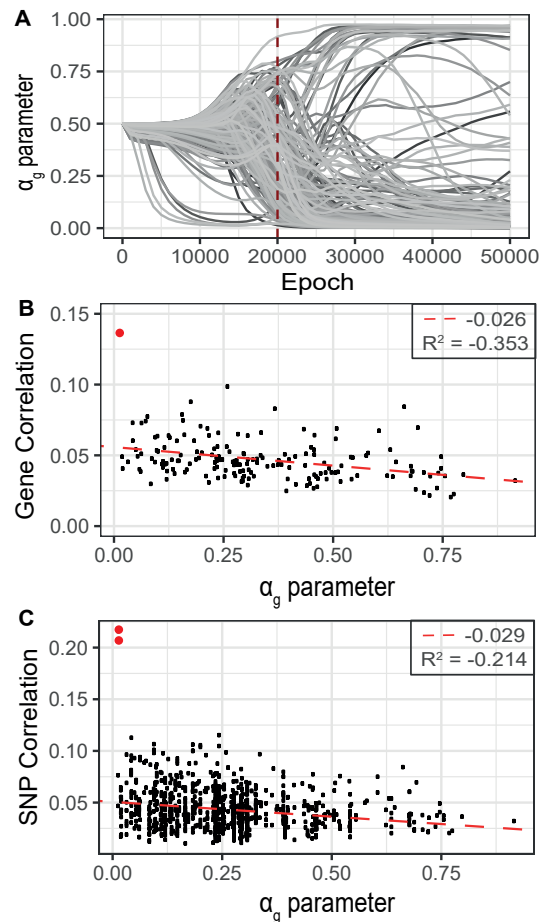 A
1.00
0.75
0.50
0.25
0.00
α_g parameter
0 10000 20000 30000 40000 50000
Epoch
B
0.15
0.10
0.05
0.00
Gene Correlation
-0.026
R² = -0.353
0.00 0.25 0.50 0.75
α_g parameter
C
0.20
0.15
0.10
0.05
SNP Correlation
-0.029
R² = -0.214
0.00 0.25 0.50 0.75
α_g parameter